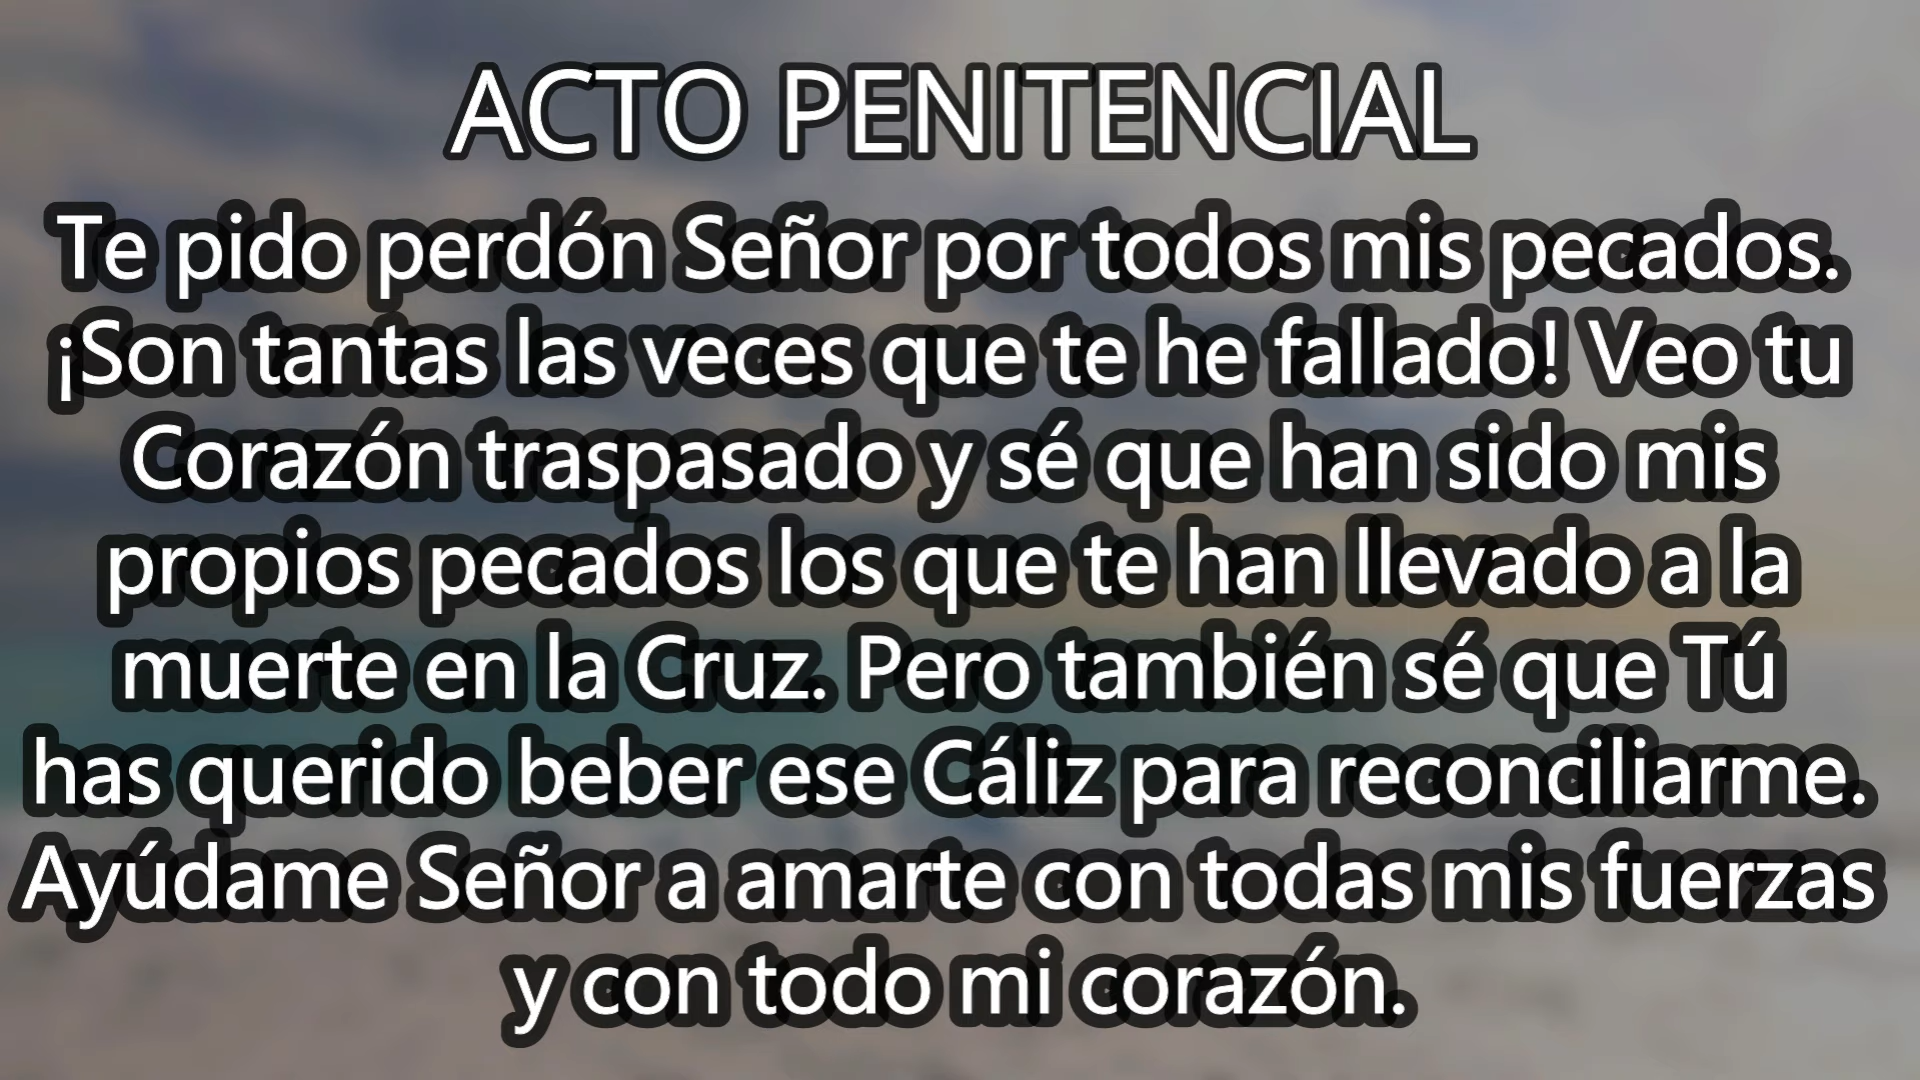 ACTO PENITENCIAL
Te pido perdón Señor por todos mis pecados.
¡Son tantas las veces que te he fallado! Veo tu
Corazón traspasado y sé que han sido mis
propios pecados los que te han llevado a la
muerte en la Cruz. Pero también sé que Tú
has querido beber ese Cáliz para reconciliarme.
Ayúdame Señor a amarte con todas mis fuerzas
y con todo mi corazón.